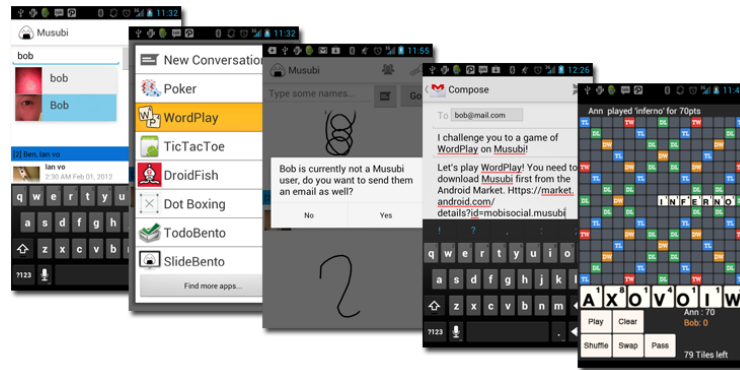 11:32
Musubi
bob
bob
Bob
[2] Ben, Ian vo
Ian vo
2:30 AM Feb 01, 2012
q w e r t y
a s d f g h
z x c v b
?123
11:32
New Conversation
Poker
WordPlay
TicTacToe
DroidFish
Dot Boxing
TodoBento
SlideBento
Find more apps...
11:55
Musubi
Type some names...
Go
Bob is currently not a Musubi
user, do you want to send them
an email as well?
No
Yes
12:26
Compose
To
bob@mail.com
I challenge you to a game of
WordPlay on Musubi!
Let's play WordPlay! You need to
download Musubi first from the
Android Market. Https://market.
android.com/
details?id=mobisocial.musubi
! ? , :
q w e r t y u i o
a s d f g h j k
z x c v b n m
?123
11:4
Ann played 'inferno' for 70pts
INFERNO
A X O V O I W
Play
Clear
Ann : 70
Bob: 0
Shuffle
Swap
Pass
79 Tiles left